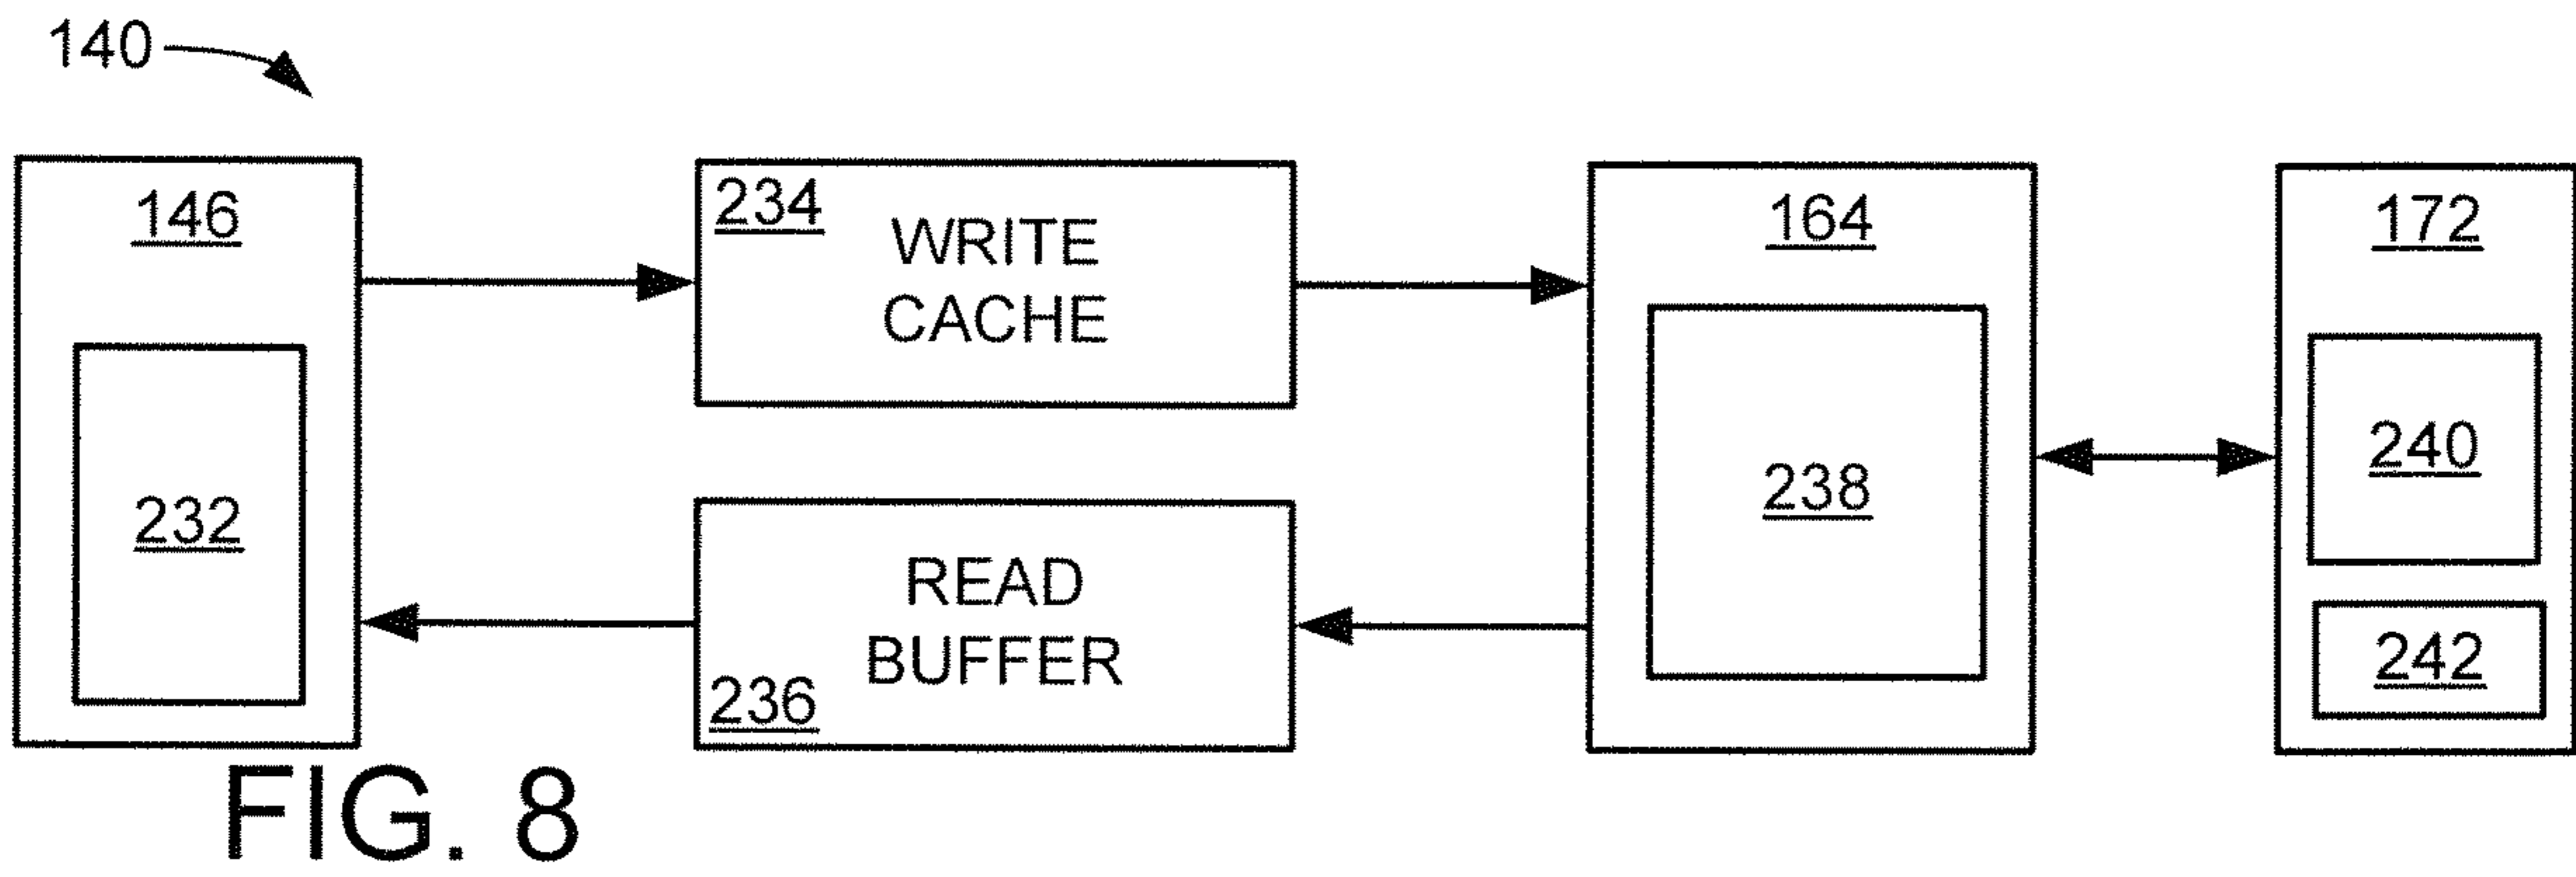 140
146
232
234
WRITE
CACHE
READ
BUFFER
236
164
238
172
240
242
FIG. 8